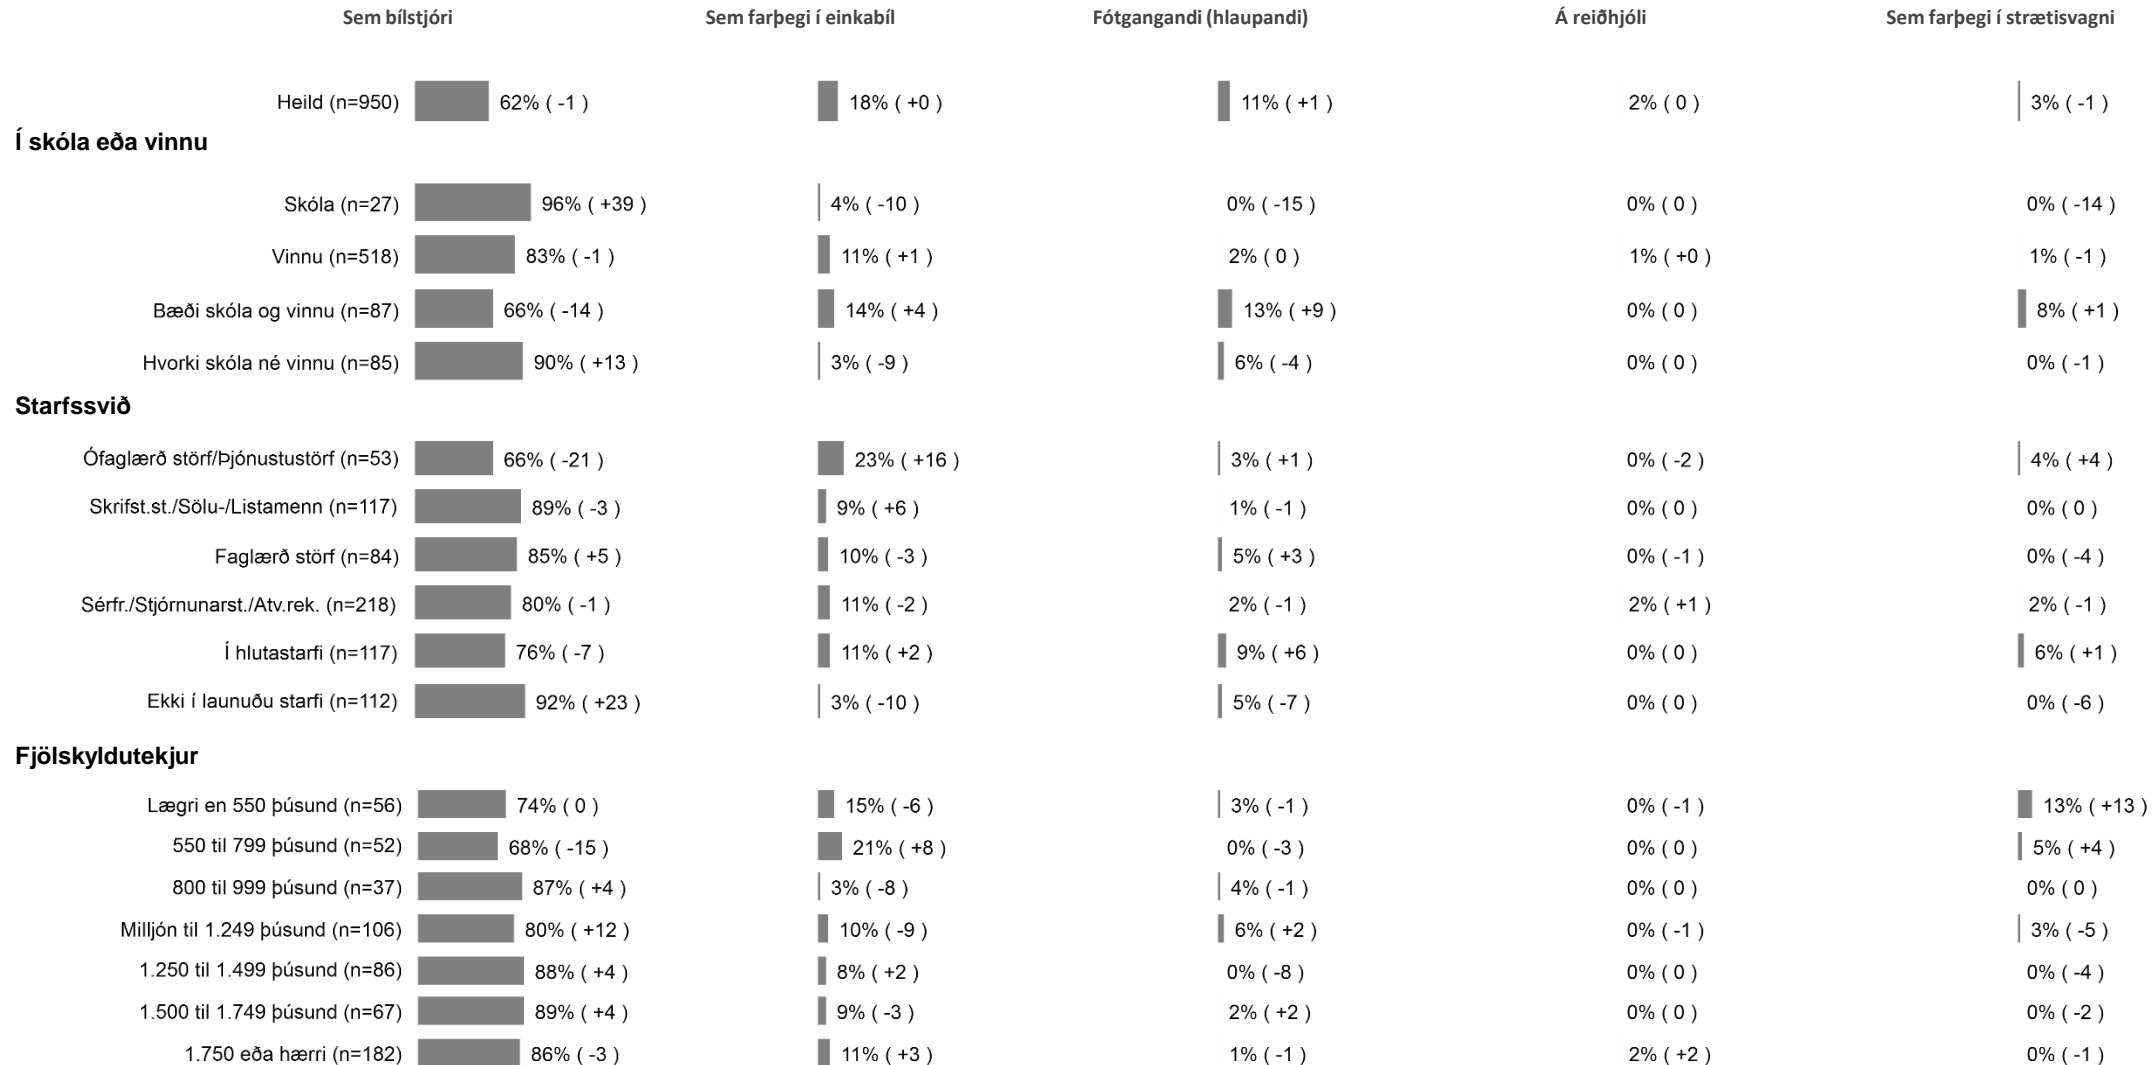 Sem bílstjóri Sem farþegi í einkabíl Fótgangandi (hlaupandi) Á reiðhjóli Sem farþegi í strætisvagni
Heild (n=950) 62% ( -1 ) 18% ( +0 ) 11% ( +1 ) 2% ( 0 ) 3% ( -1 )
Í skóla eða vinnu
Skóla (n=27) 96% ( +39 ) 4% ( -10 ) 0% ( -15 ) 0% ( 0 ) 0% ( -14 )
Vinnu (n=518) 83% ( -1 ) 11% ( +1 ) 2% ( 0 ) 1% ( +0 ) 1% ( -1 )
Bæði skóla og vinnu (n=87) 66% ( -14 ) 14% ( +4 ) 13% ( +9 ) 0% ( 0 ) 8% ( +1 )
Hvorki skóla né vinnu (n=85) 90% ( +13 ) 3% ( -9 ) 6% ( -4 ) 0% ( 0 ) 0% ( -1 )
Starfssvið
Ófaglærð störf/Þjónustustörf (n=53) 66% ( -21 ) 23% ( +16 ) 3% ( +1 ) 0% ( -2 ) 4% ( +4 )
Skrifst.st./Sölu-/Listamenn (n=117) 89% ( -3 ) 9% ( +6 ) 1% ( -1 ) 0% ( 0 ) 0% ( 0 )
Faglærð störf (n=84) 85% ( +5 ) 10% ( -3 ) 5% ( +3 ) 0% ( -1 ) 0% ( -4 )
Sérfr./Stjórnunarst./Atv.rek. (n=218) 80% ( -1 ) 11% ( -2 ) 2% ( -1 ) 2% ( +1 ) 2% ( -1 )
Í hlutastarfi (n=117) 76% ( -7 ) 11% ( +2 ) 9% ( +6 ) 0% ( 0 ) 6% ( +1 )
Ekki í launuðu starfi (n=112) 92% ( +23 ) 3% ( -10 ) 5% ( -7 ) 0% ( 0 ) 0% ( -6 )
Fjölskyldutekjur
Lægri en 550 þúsund (n=56) 74% ( 0 ) 15% ( -6 ) 3% ( -1 ) 0% ( -1 ) 13% ( +13 )
550 til 799 þúsund (n=52) 68% ( -15 ) 21% ( +8 ) 0% ( -3 ) 0% ( 0 ) 5% ( +4 )
800 til 999 þúsund (n=37) 87% ( +4 ) 3% ( -8 ) 4% ( -1 ) 0% ( 0 ) 0% ( 0 )
Milljón til 1.249 þúsund (n=106) 80% ( +12 ) 10% ( -9 ) 6% ( +2 ) 0% ( -1 ) 3% ( -5 )
1.250 til 1.499 þúsund (n=86) 88% ( +4 ) 8% ( +2 ) 0% ( -8 ) 0% ( 0 ) 0% ( -4 )
1.500 til 1.749 þúsund (n=67) 89% ( +4 ) 9% ( -3 ) 2% ( +2 ) 0% ( 0 ) 0% ( -2 )
1.750 eða hærri (n=182) 86% ( -3 ) 11% ( +3 ) 1% ( -1 ) 2% ( +2 ) 0% ( -1 )